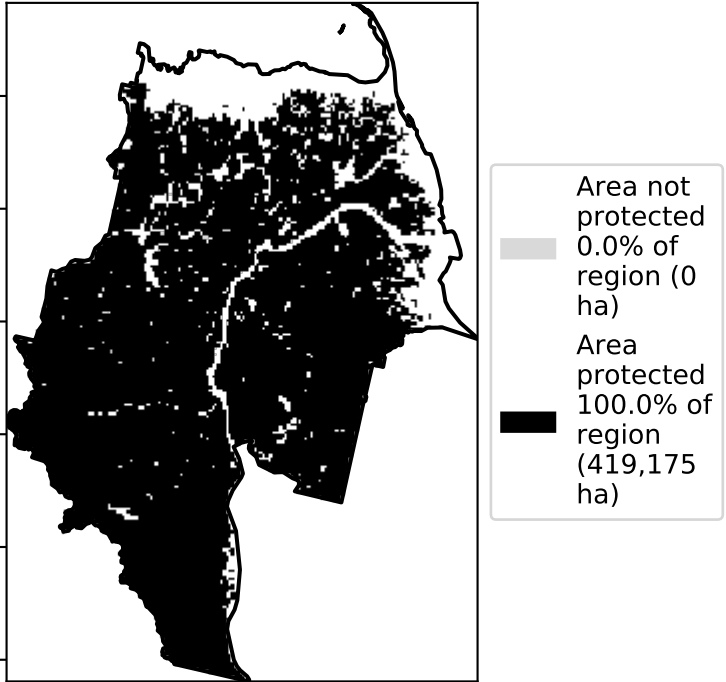 Area not
protected
0.0% of
region (0
ha)
Area
protected
100.0% of
region
(419,175
ha)